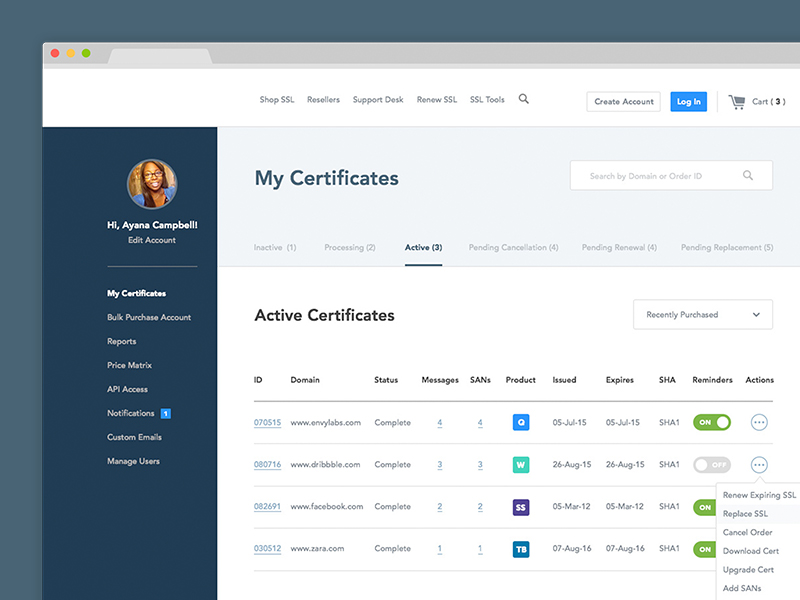 Shop SSL Resellers Support Desk Renew SSL SSL Tools Create Account Log In Cart ( 3 )
My Certificates
Search by Domain or Order ID
Hi, Ayana Campbell!
Edit Account
Inactive (1) Processing (2) Active (3) Pending Cancellation (4) Pending Renewal (4) Pending Replacement (5)
My Certificates
Bulk Purchase Account
Reports
Price Matrix
API Access
Notifications 1
Custom Emails
Manage Users
Active Certificates
Recently Purchased
ID Domain Status Messages SANs Product Issued Expires SHA Reminders Actions
070515 www.envylabs.com Complete 4 4 Q 05-Jul-15 05-Jul-15 SHA1 ON
080716 www.dribbble.com Complete 3 3 W 26-Aug-15 26-Aug-15 SHA1 OFF
082691 www.facebook.com Complete 2 2 SS 05-Mar-12 05-Mar-12 SHA1 ON
030512 www.zara.com Complete 1 1 TB 07-Aug-16 07-Aug-16 SHA1 ON
Renew Expiring SSL
Replace SSL
Cancel Order
Download Cert
Upgrade Cert
Add SANs